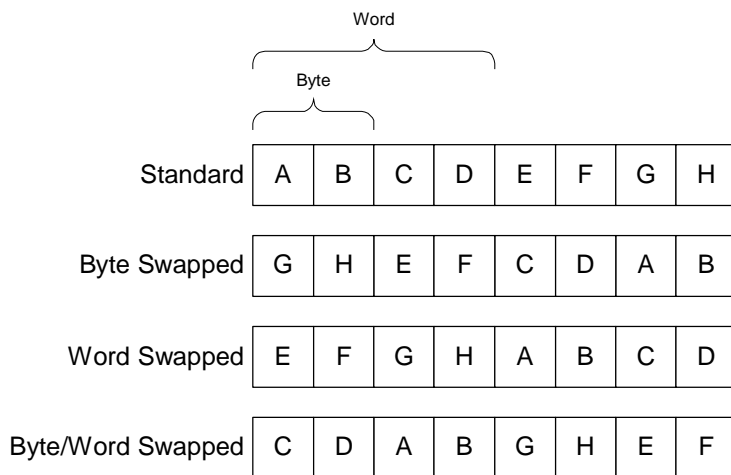 Word
Byte
Standard A B C D E F G H
Byte Swapped G H E F C D A B
Word Swapped E F G H A B C D
Byte/Word Swapped C D A B G H E F